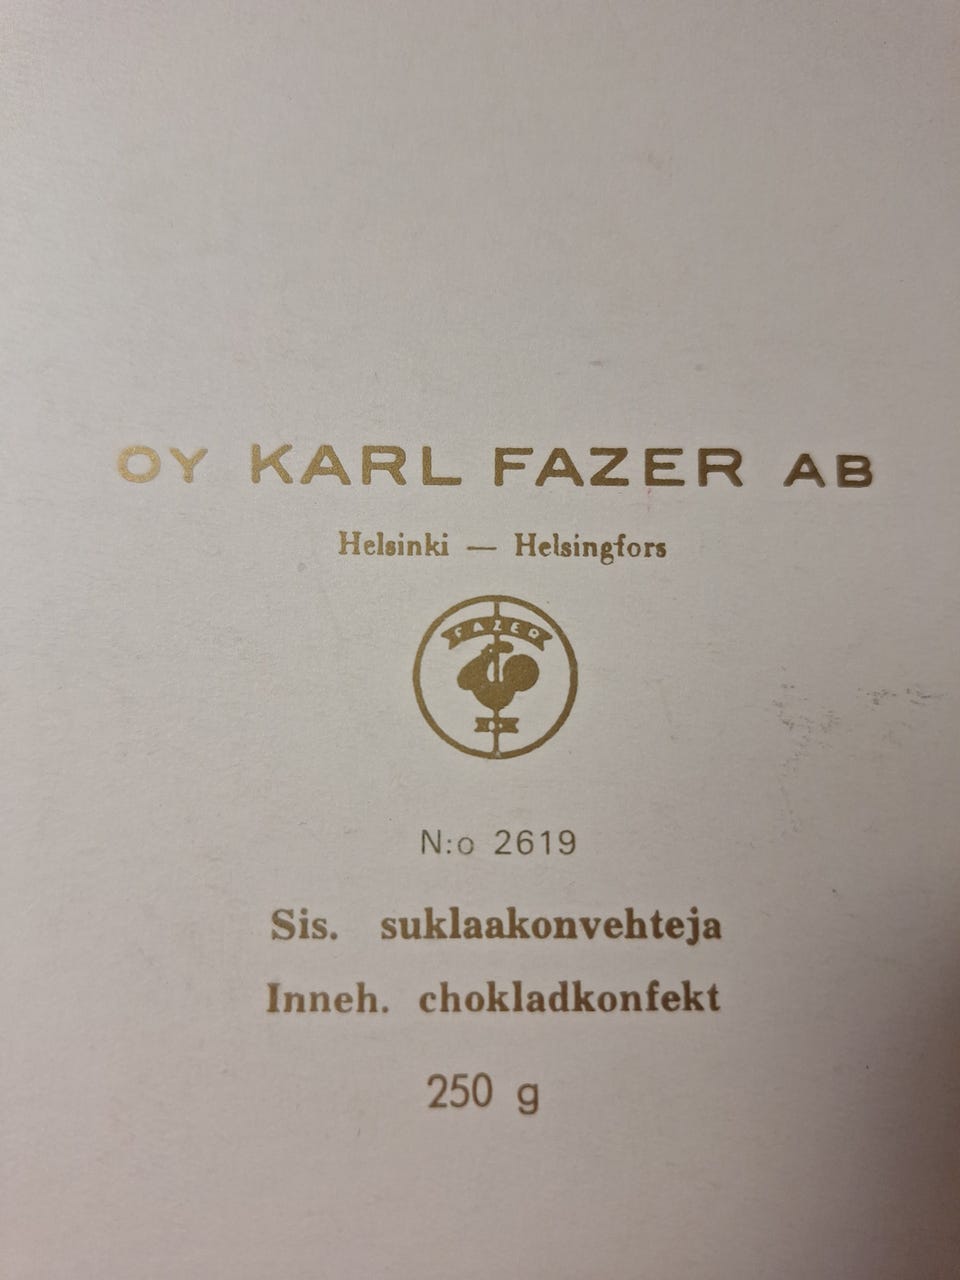 OY KARL FAZER AB
Helsinki — Helsingfors
FAZER
N:o 2619
Sis. suklaakonvehteja
Inneh. chokladkonfekt
250 g